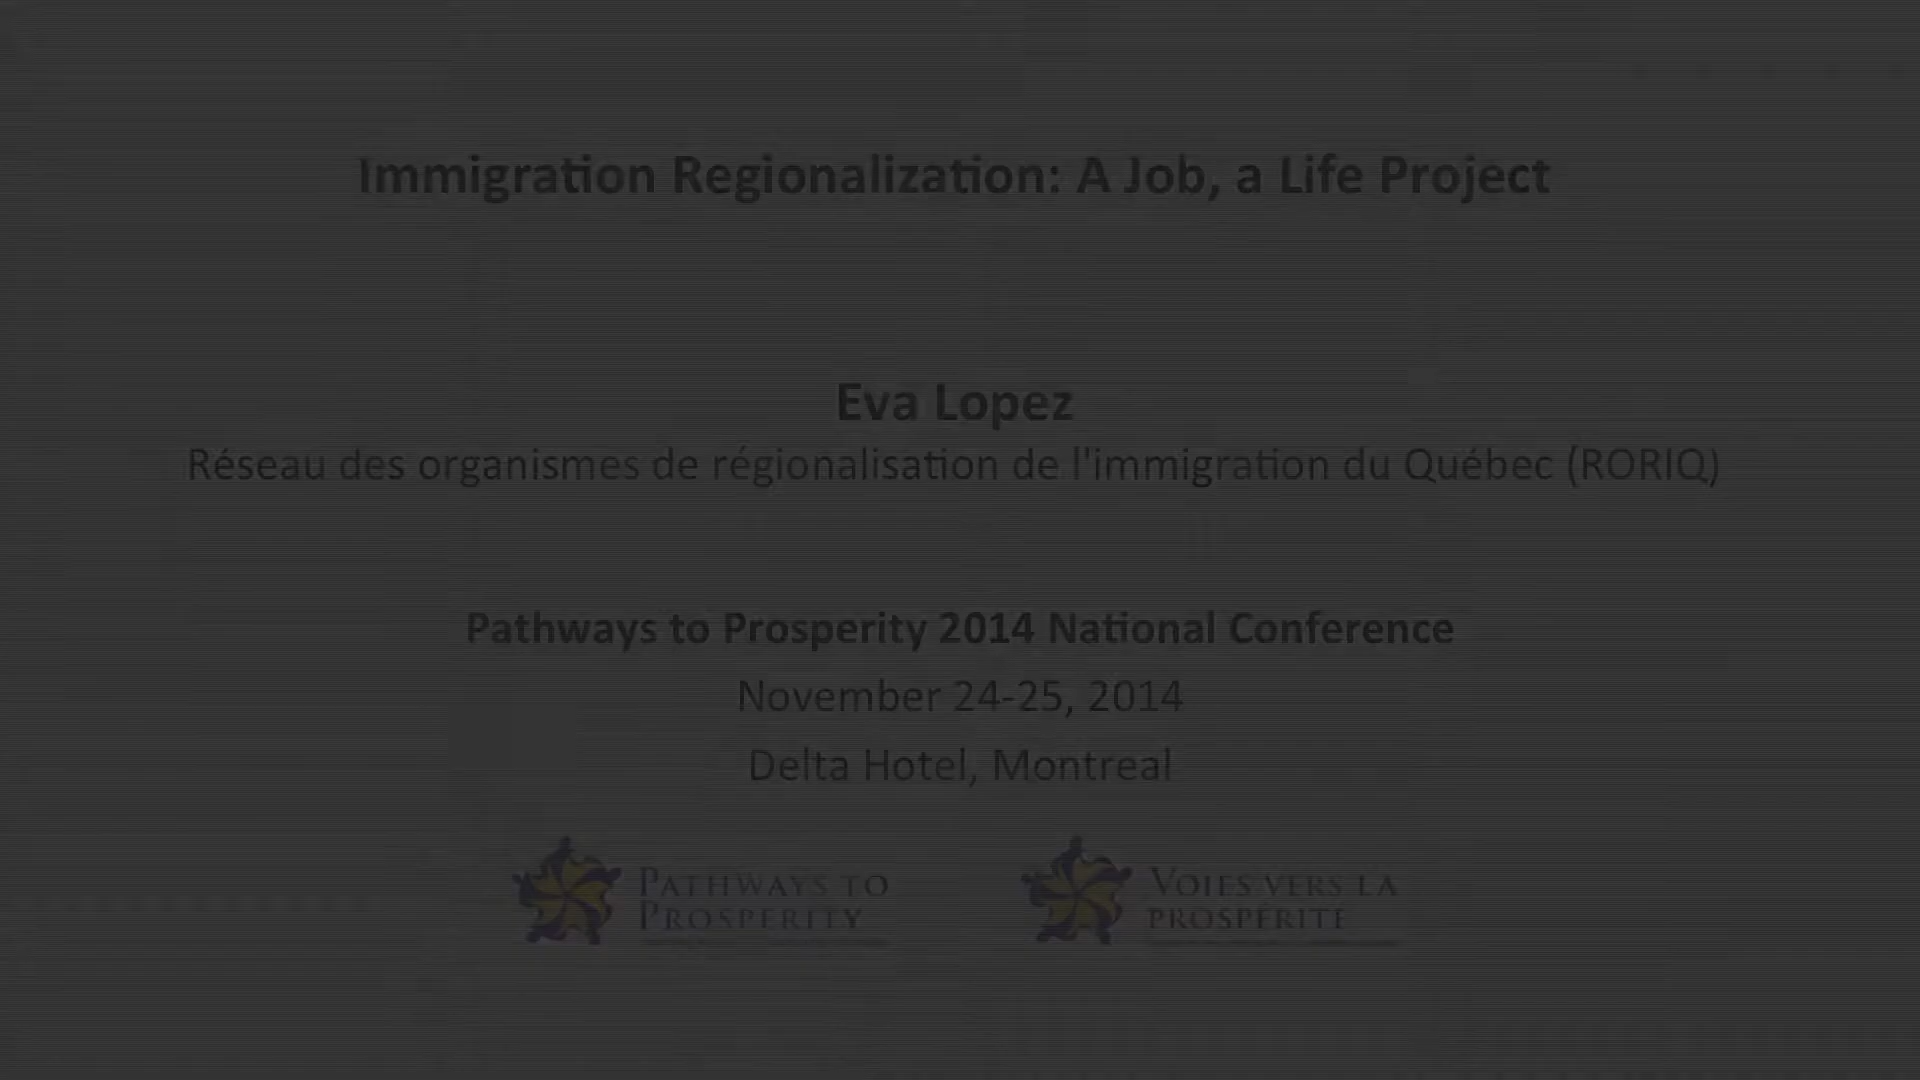 Immigration Regionalization: A Job, a Life Project
Eva Lopez
Réseau des organismes de régionalisation de l'immigration du Québec (RORIQ)
Pathways to Prosperity 2014 National Conference
November 24-25, 2014
Delta Hotel, Montreal
PATHWAYS TO
PROSPERITY
VOIES VERS LA
PROSPÉRITÉ